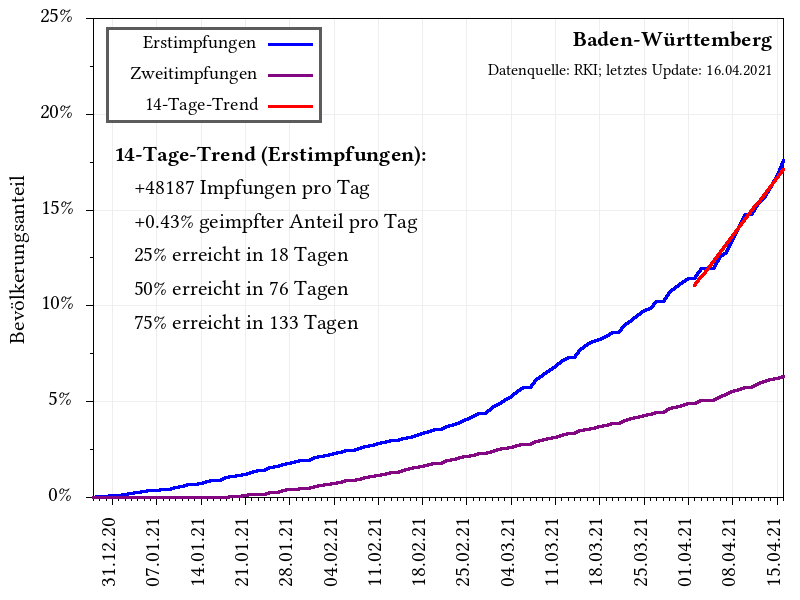 25%
20%
15%
10%
5%
0%
Bevölkerungsanteil
Erstimpfungen
Zweitimpfungen
14-Tage-Trend
Baden-Württemberg
Datenquelle: RKI; letztes Update: 16.04.2021
14-Tage-Trend (Erstimpfungen):
+48187 Impfungen pro Tag
+0.43% geimpfter Anteil pro Tag
25% erreicht in 18 Tagen
50% erreicht in 76 Tagen
75% erreicht in 133 Tagen
31.12.20
07.01.21
14.01.21
21.01.21
28.01.21
04.02.21
11.02.21
18.02.21
25.02.21
04.03.21
11.03.21
18.03.21
25.03.21
01.04.21
08.04.21
15.04.21